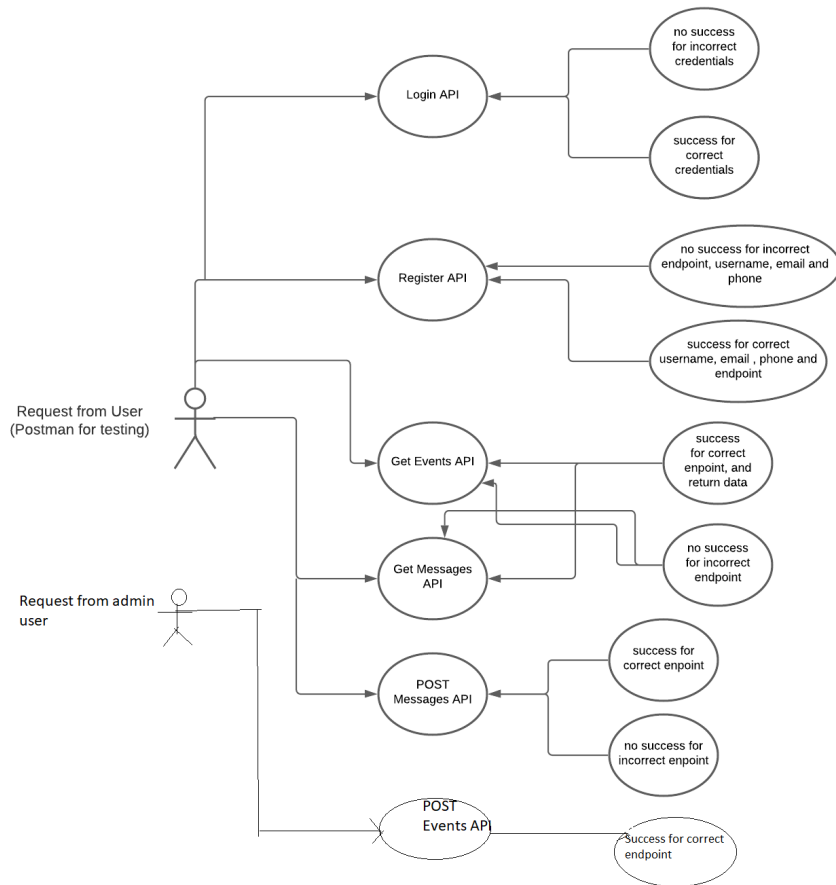 no success
for incorrect
credentials
Login API
success for
correct
credentials
no success for incorrect
endpoint, username, email and
phone
Register API
success for correct
username, email , phone and
endpoint
Request from User
(Postman for testing)
Get Events API
success
for correct
enpoint, and
return data
no success
for incorrect
endpoint
Get Messages
API
Request from admin
user
success for
correct enpoint
POST
Messages API
no success for
incorrect enpoint
POST
Events API
Success for correct
endpoint